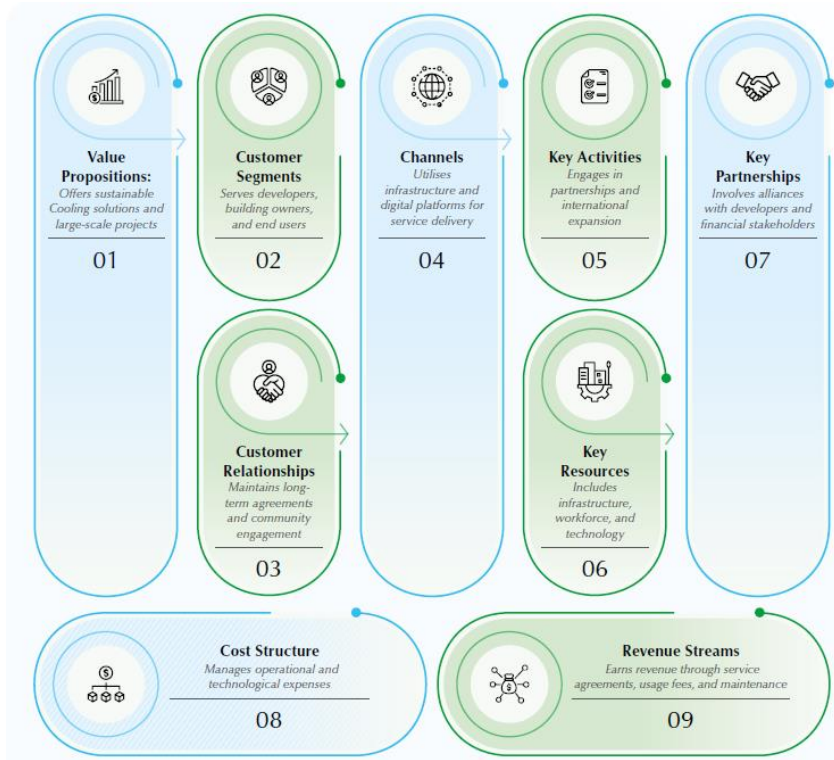 Value
Propositions:
Offers sustainable
Cooling solutions and
large-scale projects
01
Customer
Segments
Serves developers,
building owners,
and end users
02
Customer
Relationships
Maintains long-
term agreements
and community
engagement
03
Channels
Utilises
infrastructure and
digital platforms for
service delivery
04
Key Activities
Engages in
partnerships and
international
expansion
05
Key
Resources
Includes
infrastructure,
workforce, and
technology
06
Key
Partnerships
Involves alliances
with developers and
financial stakeholders
07
Cost Structure
Manages operational and
technological expenses
08
Revenue Streams
Earns revenue through service
agreements, usage fees, and maintenance
09